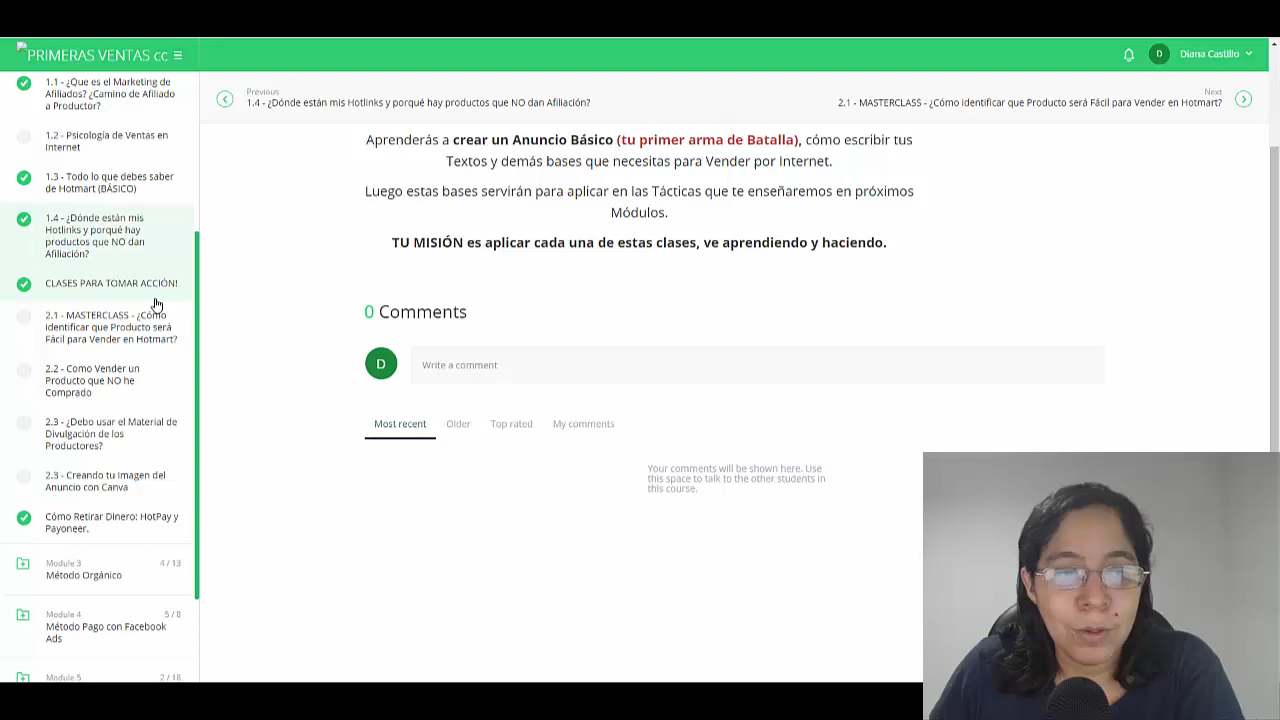 PRIMERAS VENTAS CC
D
Diana Castillo
1.1 - ¿Que es el Marketing de
Afiliados? ¿Camino de Afiliado
a Productor?
1.2 - Psicología de Ventas en
Internet
1.3 - Todo lo que debes saber
de Hotmart (BÁSICO)
1.4 - ¿Dónde están mis
Hotlinks y porqué hay
productos que NO dan
Afiliación?
CLASES PARA TOMAR ACCIÓN!
2.1 - MASTERCLASS - ¿Cómo
identificar que Producto será
Fácil para Vender en Hotmart?
2.2 - Como Vender un
Producto que NO he
Comprado
2.3 - ¿Debo usar el Material de
Divulgación de los
Productores?
2.3 - Creando tu Imagen del
Anuncio con Canva
Cómo Retirar Dinero: HotPay y
Payoneer.
Module 3 4 / 13
Método Orgánico
Module 4 5 / 8
Método Pago con Facebook
Ads
Module 5 2 / 18
Previous
1.4 - ¿Dónde están mis Hotlinks y porqué hay productos que NO dan Afiliación?
Next
2.1 - MASTERCLASS - ¿Cómo identificar que Producto será Fácil para Vender en Hotmart?
Aprenderás a crear un Anuncio Básico (tu primer arma de Batalla), cómo escribir tus
Textos y demás bases que necesitas para Vender por Internet.
Luego estas bases servirán para aplicar en las Tácticas que te enseñaremos en próximos
Módulos.
TU MISIÓN es aplicar cada una de estas clases, ve aprendiendo y haciendo.
0 Comments
D
Write a comment
Most recent Older Top rated My comments
Your comments will be shown here. Use
this space to talk to the other students in
this course.